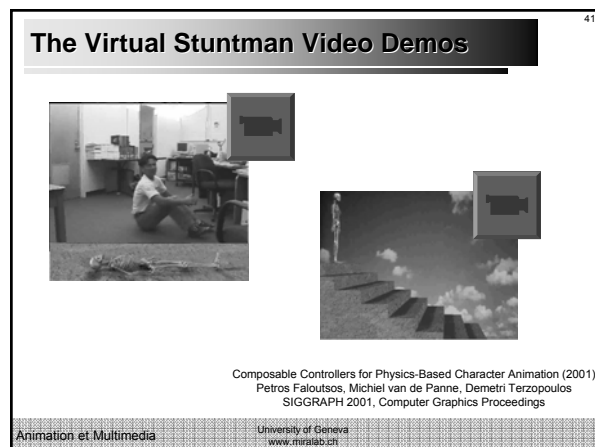 41
The Virtual Stuntman Video Demos
Composable Controllers for Physics-Based Character Animation (2001)
Petros Faloutsos, Michiel van de Panne, Demetri Terzopoulos
SIGGRAPH 2001, Computer Graphics Proceedings
Animation et Multimedia
University of Geneva
www.miralab.ch